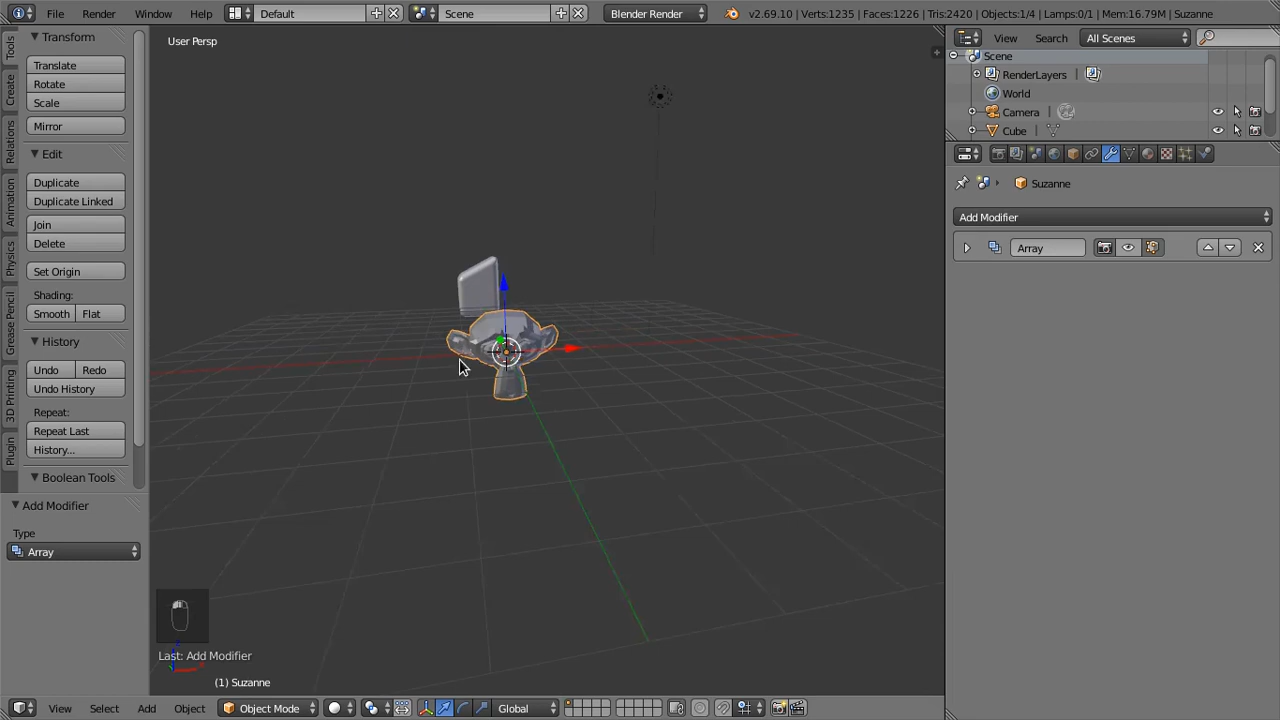 File Render Window Help Default Scene Blender Render v2.69.10 | Verts:1235 | Faces:1226 | Tris:2420 | Objects:1/4 | Lamps:0/1 | Mem:16.79M | Suzanne
Tools
Create
Relations
Animation
Physics
Grease Pencil
3D Printing
Plugin
Transform
Translate
Rotate
Scale
Mirror
Edit
Duplicate
Duplicate Linked
Join
Delete
Set Origin
Shading:
Smooth Flat
History
Undo Redo
Undo History
Repeat:
Repeat Last
History...
Boolean Tools
Add Modifier
Type
Array
User Persp
Last: Add Modifier
(1) Suzanne
View Select Add Object Object Mode Global
View Search All Scenes
Scene
RenderLayers
World
Camera
Cube
Suzanne
Add Modifier
Array